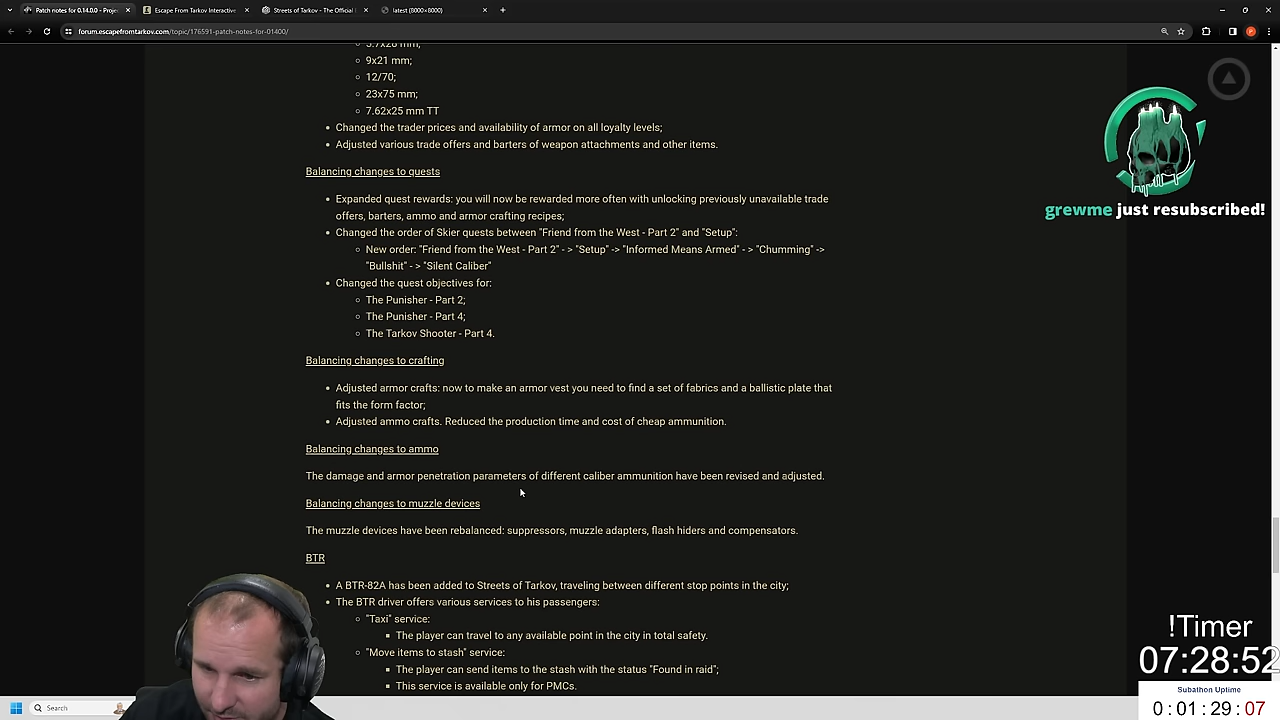 Patch notes for 0.14.0.0 - Proje
Escape From Tarkov Interactive
Streets of Tarkov - The Official I
latest (8000×8000)
forum.escapefromtarkov.com/topic/176591-patch-notes-for-01400/
5.7x28 mm;
9x21 mm;
12/70;
23x75 mm;
7.62x25 mm TT
Changed the trader prices and availability of armor on all loyalty levels;
Adjusted various trade offers and barters of weapon attachments and other items.
Balancing changes to quests
Expanded quest rewards: you will now be rewarded more often with unlocking previously unavailable trade
offers, barters, ammo and armor crafting recipes;
Changed the order of Skier quests between "Friend from the West - Part 2" and "Setup":
New order: "Friend from the West - Part 2" - > "Setup" -> "Informed Means Armed" - > "Chumming" ->
"Bullshit" - > "Silent Caliber"
Changed the quest objectives for:
The Punisher - Part 2;
The Punisher - Part 4;
The Tarkov Shooter - Part 4.
Balancing changes to crafting
Adjusted armor crafts: now to make an armor vest you need to find a set of fabrics and a ballistic plate that
fits the form factor;
Adjusted ammo crafts. Reduced the production time and cost of cheap ammunition.
Balancing changes to ammo
The damage and armor penetration parameters of different caliber ammunition have been revised and adjusted.
Balancing changes to muzzle devices
The muzzle devices have been rebalanced: suppressors, muzzle adapters, flash hiders and compensators.
BTR
A BTR-82A has been added to Streets of Tarkov, traveling between different stop points in the city;
The BTR driver offers various services to his passengers:
"Taxi" service:
The player can travel to any available point in the city in total safety.
"Move items to stash" service:
The player can send items to the stash with the status "Found in raid";
This service is available only for PMCs.
grewme just resubscribed!
!Timer
07:28:52
Subathon Uptime
0:01:29:07
Search